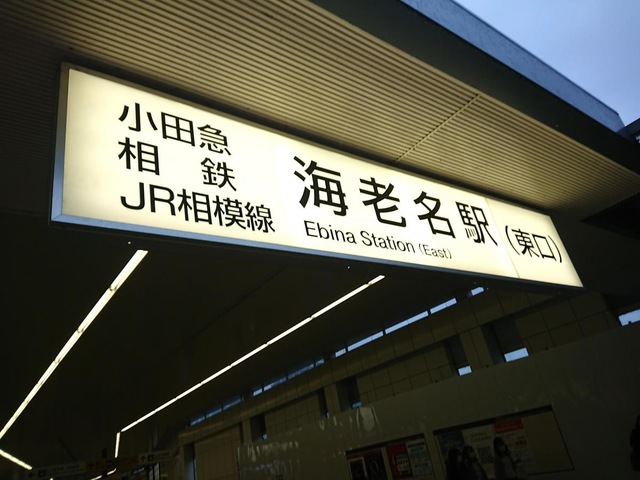 小田急
相鉄
JR相模線
海老名駅(東口)
Ebina Station (East)